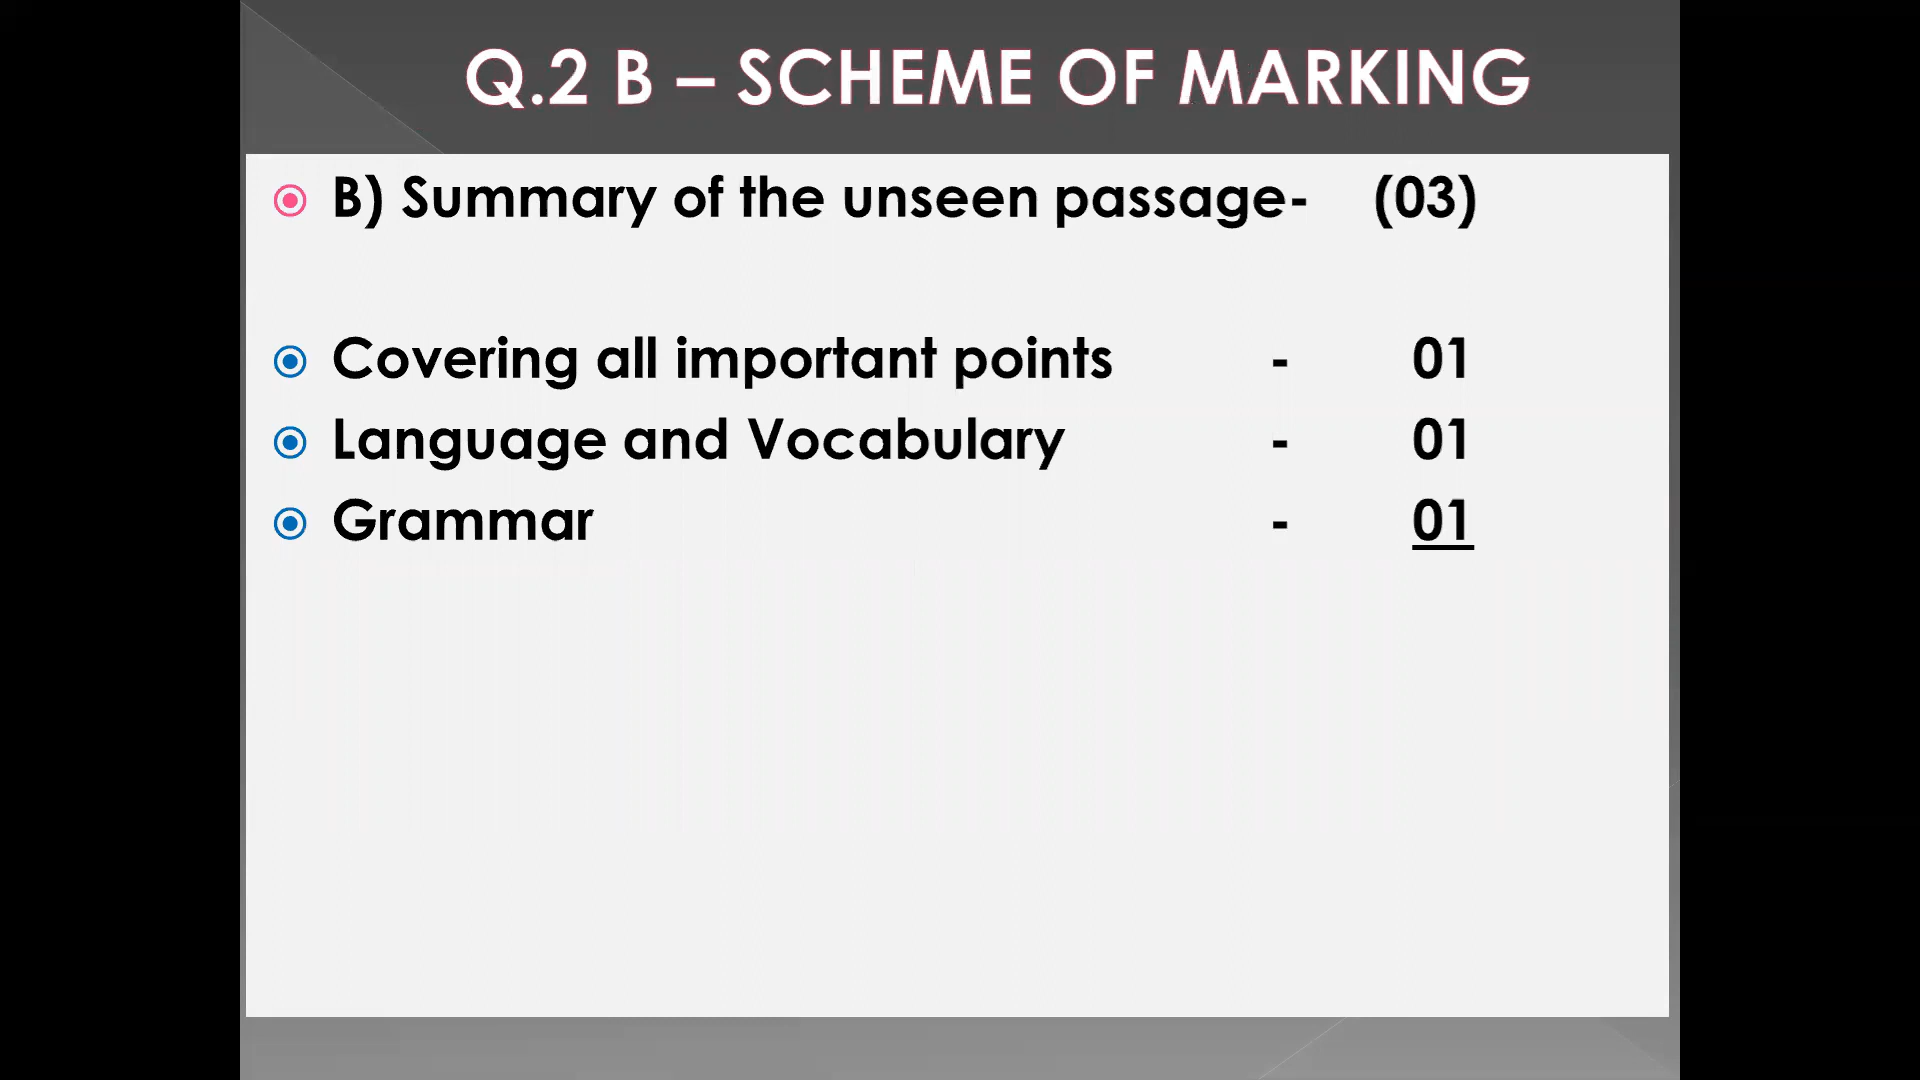 Q.2 B – SCHEME OF MARKING
B) Summary of the unseen passage- (03)
Covering all important points - 01
Language and Vocabulary - 01
Grammar - 01